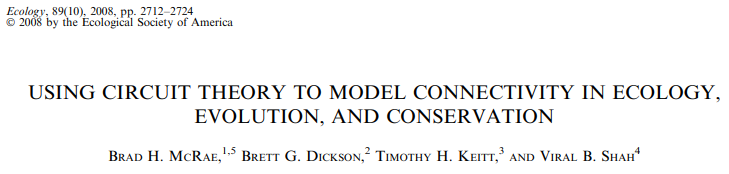 Ecology, 89(10), 2008, pp. 2712–2724
© 2008 by the Ecological Society of America
USING CIRCUIT THEORY TO MODEL CONNECTIVITY IN ECOLOGY,
EVOLUTION, AND CONSERVATION
BRAD H. MCRAE,1,5 BRETT G. DICKSON,2 TIMOTHY H. KEITT,3 AND VIRAL B. SHAH4